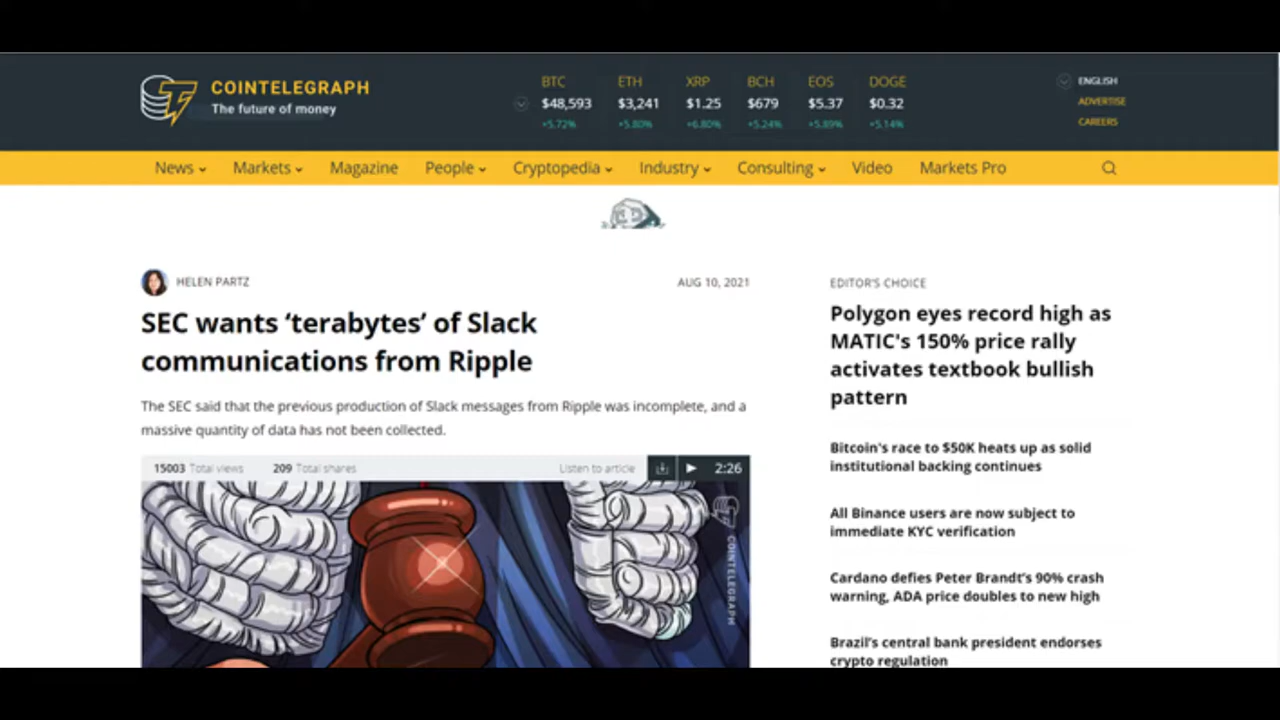 COINTELEGRAPH
The future of money
BTC ETH XRP BCH EOS DOGE
$48,593 $3,241 $1.25 $679 $5.37 $0.32
+5.72% +5.80% +6.80% +5.24% +5.89% +5.14%
ENGLISH
ADVERTISE
CAREERS
News Markets Magazine People Cryptopedia Industry Consulting Video Markets Pro
HELEN PARTZ AUG 10, 2021
SEC wants ‘terabytes’ of Slack
communications from Ripple
The SEC said that the previous production of Slack messages from Ripple was incomplete, and a
massive quantity of data has not been collected.
15003 Total views 209 Total shares Listen to article 2:26
COINTELEGRAPH
EDITOR'S CHOICE
Polygon eyes record high as
MATIC's 150% price rally
activates textbook bullish
pattern
Bitcoin's race to $50K heats up as solid
institutional backing continues
All Binance users are now subject to
immediate KYC verification
Cardano defies Peter Brandt’s 90% crash
warning, ADA price doubles to new high
Brazil’s central bank president endorses
crypto regulation